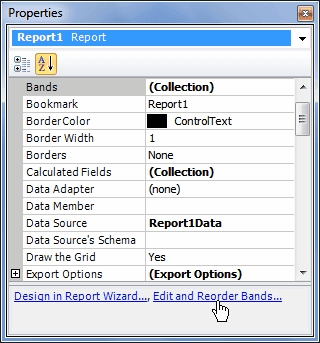 Properties
Report1 Report
Bands (Collection)
Bookmark Report1
BorderColor ControlText
Border Width 1
Borders None
Calculated Fields (Collection)
Data Adapter (none)
Data Member
Data Source Report1Data
Data Source's Schema
Draw the Grid Yes
Export Options (Export Options)
Design in Report Wizard..., Edit and Reorder Bands...